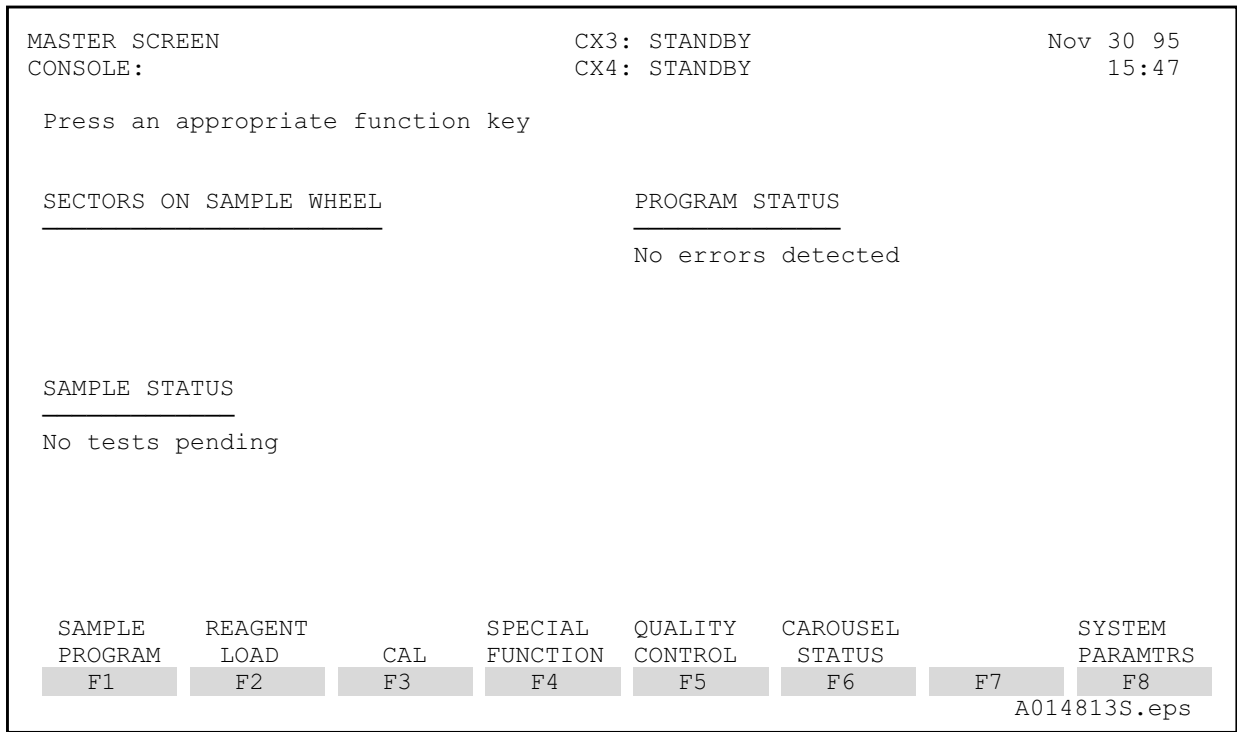 MASTER SCREEN CX3: STANDBY Nov 30 95
CONSOLE: CX4: STANDBY 15:47
Press an appropriate function key
SECTORS ON SAMPLE WHEEL PROGRAM STATUS
No errors detected
SAMPLE STATUS
No tests pending
SAMPLE REAGENT SPECIAL QUALITY CAROUSEL SYSTEM
PROGRAM LOAD CAL FUNCTION CONTROL STATUS PARAMTRS
F1 F2 F3 F4 F5 F6 F7 F8
A014813S.eps